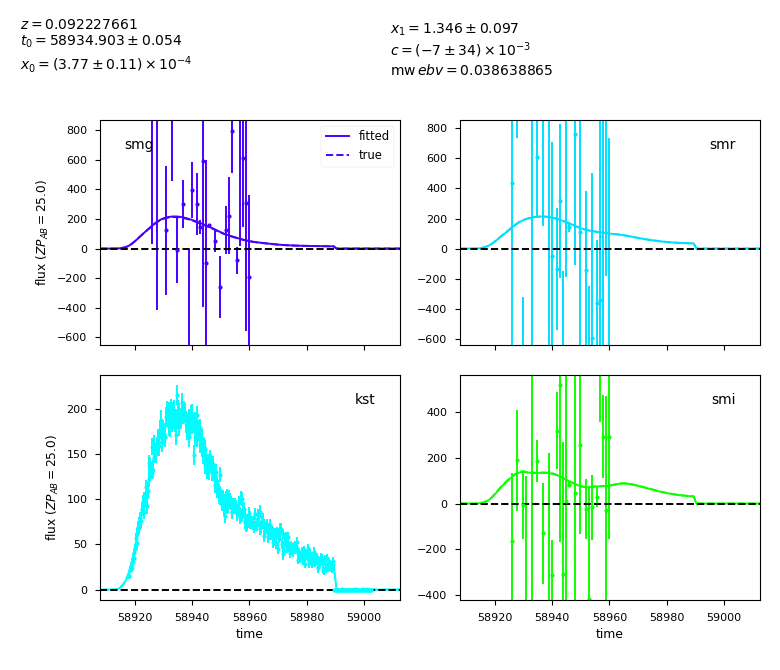 z = 0.092227661
t₀ = 58934.903 ± 0.054
x₀ = (3.77 ± 0.11) × 10⁻⁴
x₁ = 1.346 ± 0.097
c = (−7 ± 34) × 10⁻³
mw ebv = 0.038638865
smg
fitted
true
800
600
400
200
0
−200
−400
−600
flux (ZP_AB = 25.0)
smr
800
600
400
200
0
−200
−400
−600
kst
200
150
100
50
0
flux (ZP_AB = 25.0)
58920 58940 58960 58980 59000
time
smi
400
200
0
−200
−400
58920 58940 58960 58980 59000
time